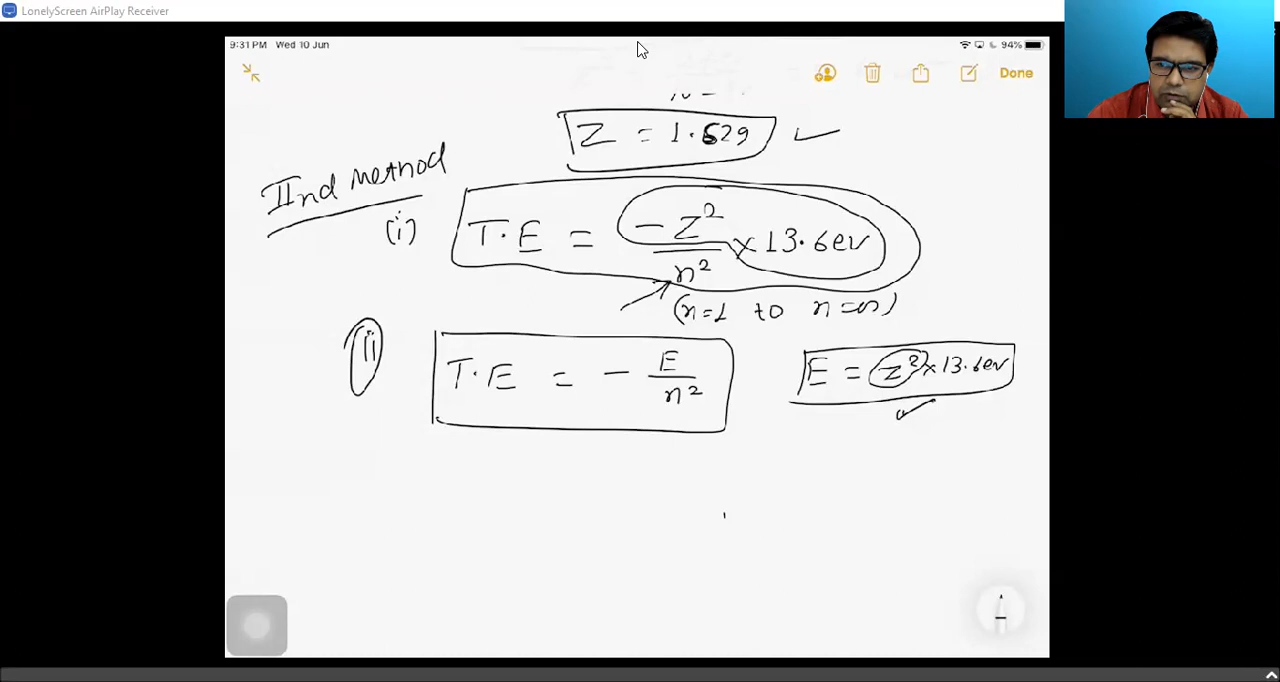 LonelyScreen AirPlay Receiver
9:31 PM Wed 10 Jun
94%
Done
Z = 1.629
IInd method
(i) T.E = -Z²/n² × 13.6ev
(n=1 to n=∞)
(ii T.E = - E/n²
E = z² × 13.6ev